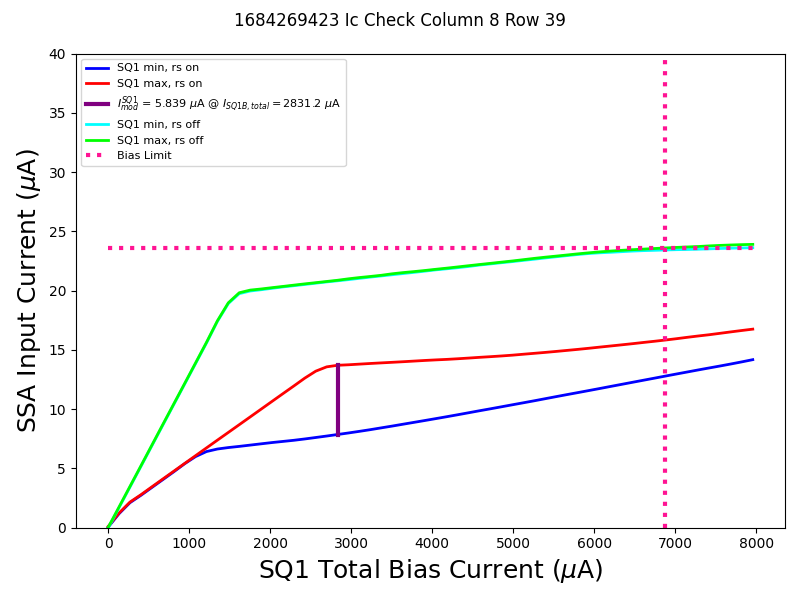 1684269423 Ic Check Column 8 Row 39
SQ1 min, rs on
SQ1 max, rs on
I_{mod}^{SQ1} = 5.839 μA @ I_{SQ1B,total} = 2831.2 μA
SQ1 min, rs off
SQ1 max, rs off
Bias Limit
40
35
30
25
20
15
10
5
0
SSA Input Current (μA)
0 1000 2000 3000 4000 5000 6000 7000 8000
SQ1 Total Bias Current (μA)